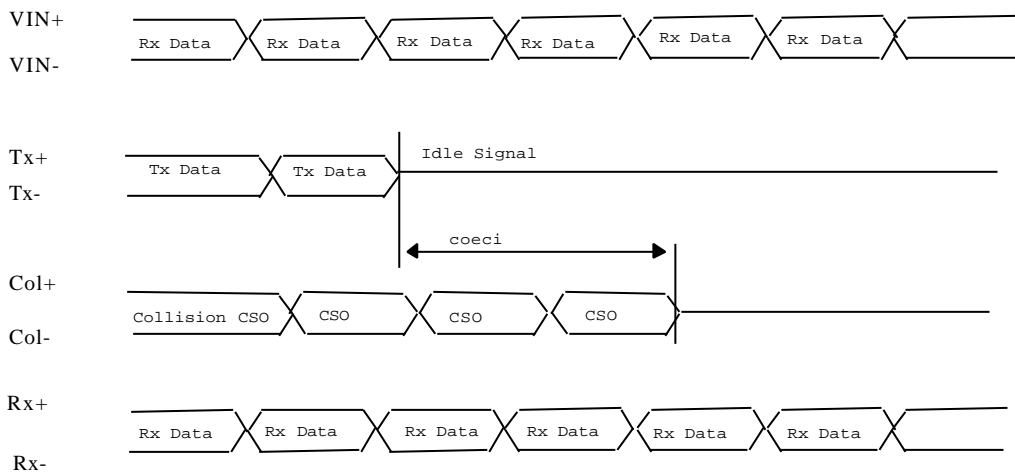 VIN+
Rx Data Rx Data Rx Data Rx Data Rx Data Rx Data
VIN-
Tx+
Tx Data Tx Data Idle Signal
Tx-
coeci
Col+
Collision CSO CSO CSO CSO
Col-
Rx+
Rx Data Rx Data Rx Data Rx Data Rx Data Rx Data
Rx-